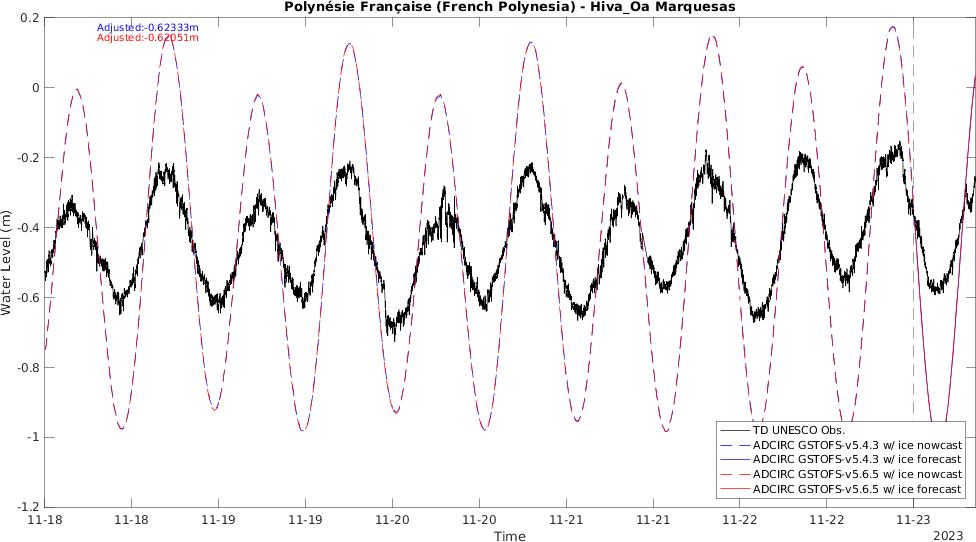 Polynésie Française (French Polynesia) - Hiva_Oa Marquesas
Adjusted:-0.62333m
Adjusted:-0.62051m
0.2
0
-0.2
-0.4
-0.6
-0.8
-1
-1.2
Water Level (m)
11-18 11-18 11-19 11-19 11-20 11-20 11-21 11-21 11-22 11-22 11-23
Time
2023
TD UNESCO Obs.
ADCIRC GSTOFS-v5.4.3 w/ ice nowcast
ADCIRC GSTOFS-v5.4.3 w/ ice forecast
ADCIRC GSTOFS-v5.6.5 w/ ice nowcast
ADCIRC GSTOFS-v5.6.5 w/ ice forecast